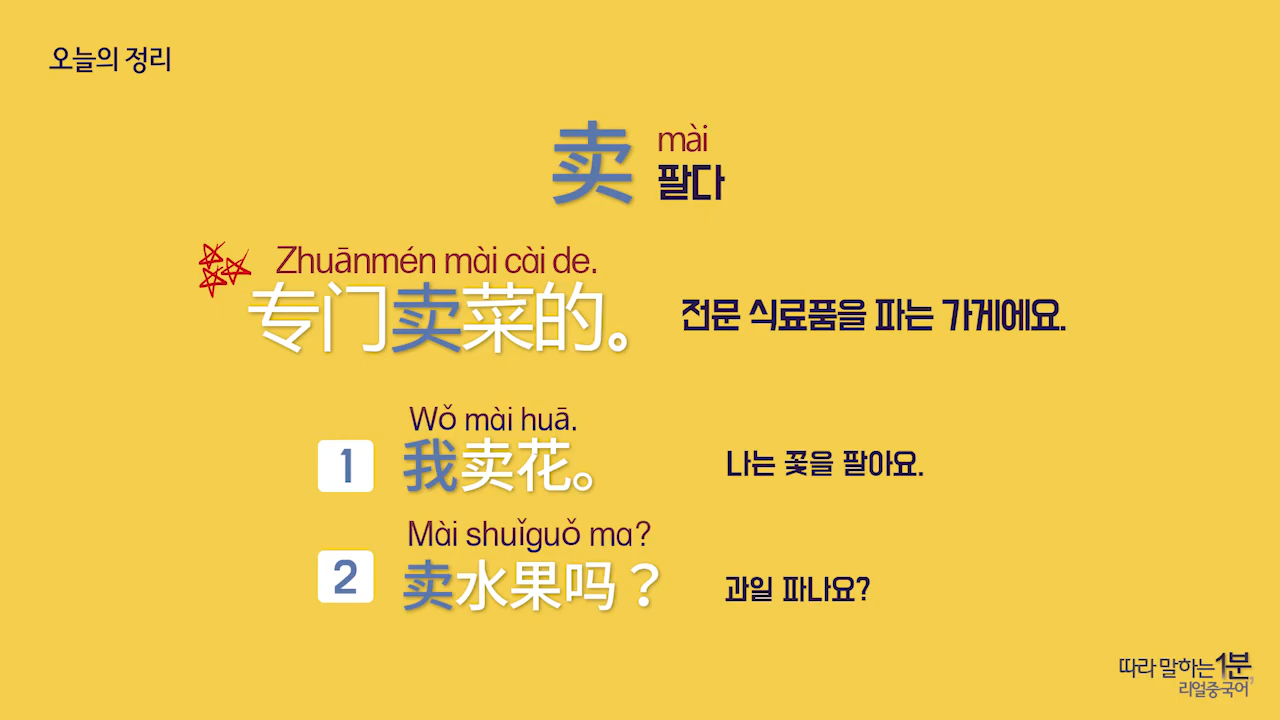 오늘의 정리
卖
mài
팔다
Zhuānmén mài cài de.
专门卖菜的。
전문 식료품을 파는 가게에요.
Wǒ mài huā.
1
我卖花。
나는 꽃을 팔아요.
Mài shuǐguǒ ma?
2
卖水果吗？
과일 파나요?
따라 말하는 1분
리얼중국어